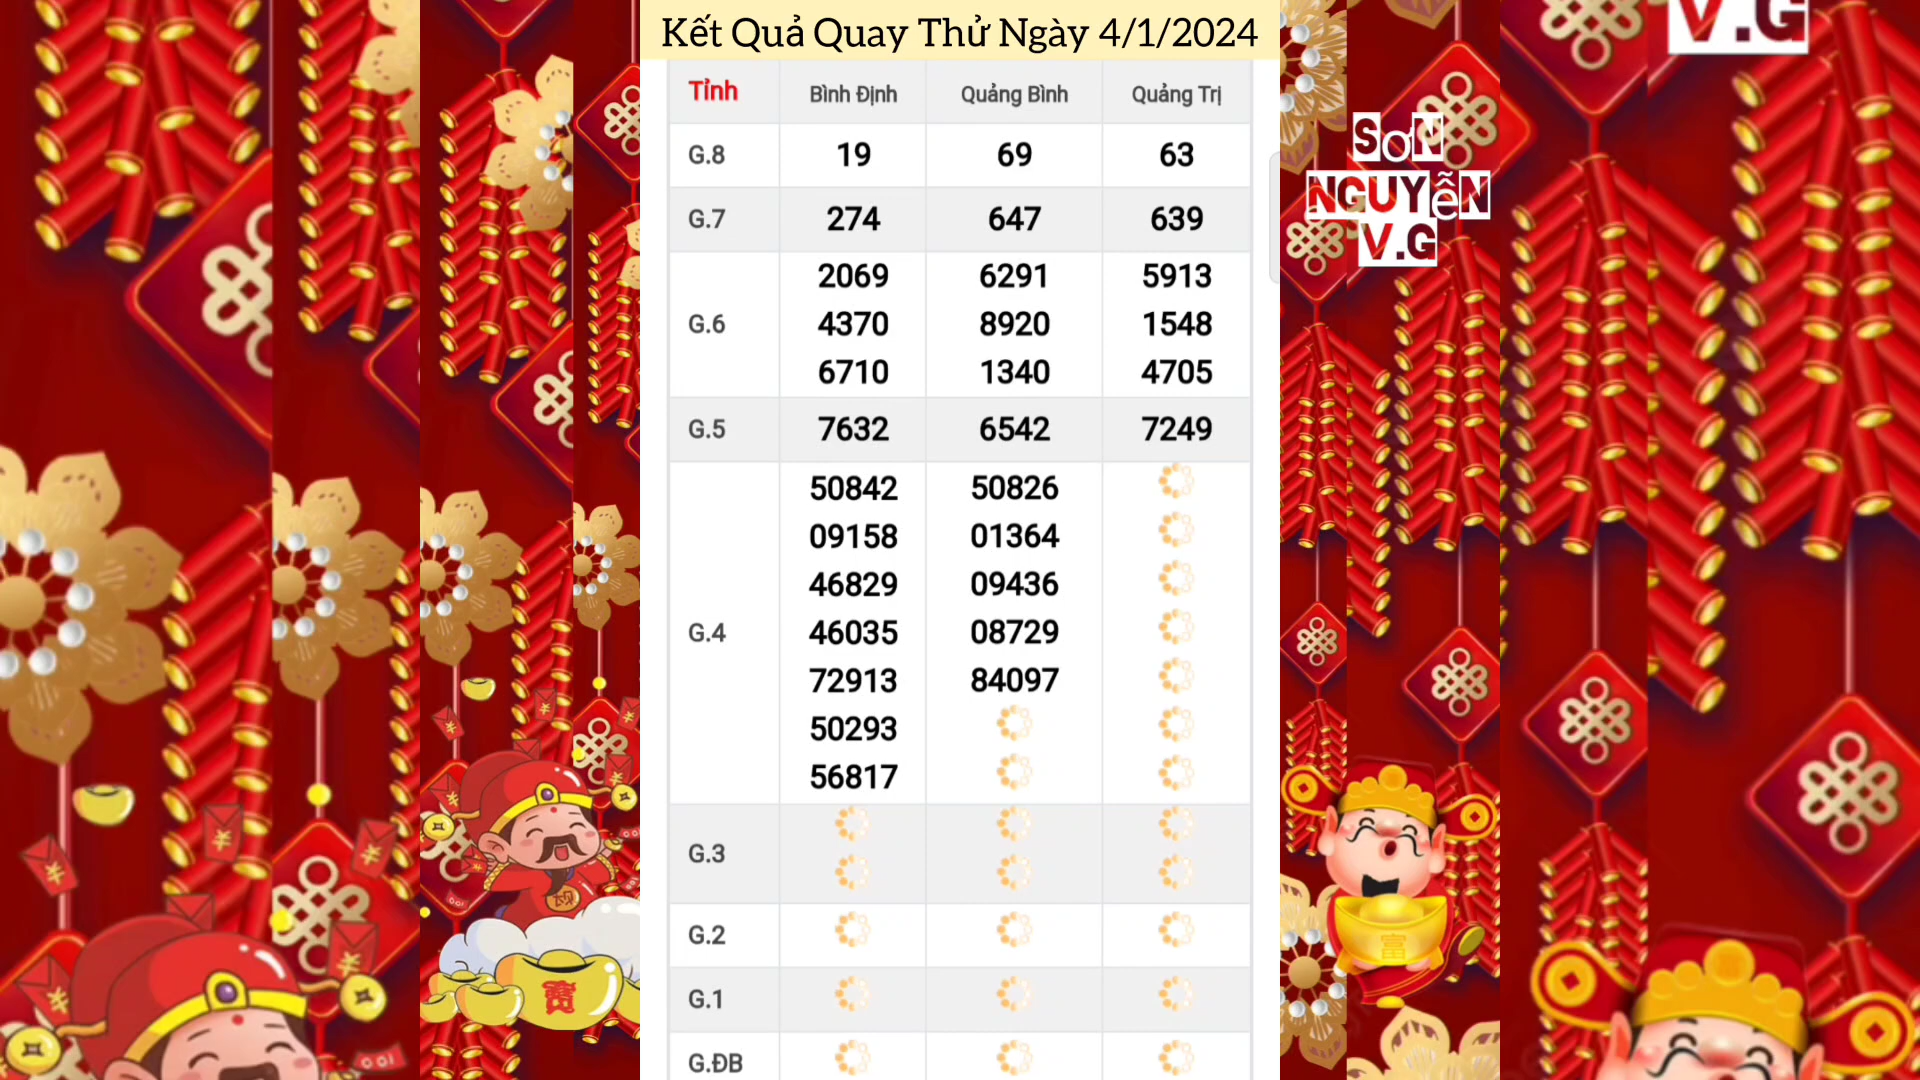 Kết Quả Quay Thử Ngày 4/1/2024
V.G
Tỉnh Bình Định Quảng Bình Quảng Trị
G.8 19 69 63
G.7 274 647 639
G.6
2069 6291 5913
4370 8920 1548
6710 1340 4705
G.5 7632 6542 7249
G.4
50842 50826
09158 01364
46829 09436
46035 08729
72913 84097
50293
56817
G.3
G.2
G.1
G.ĐB
SơN
NGUYễN
V.G
富